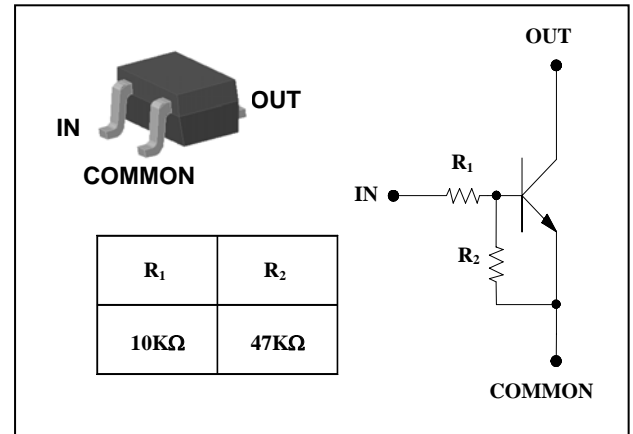 OUT
IN
COMMON
R₁ R₂
10KΩ 47KΩ
OUT
R₁
IN
R₂
COMMON